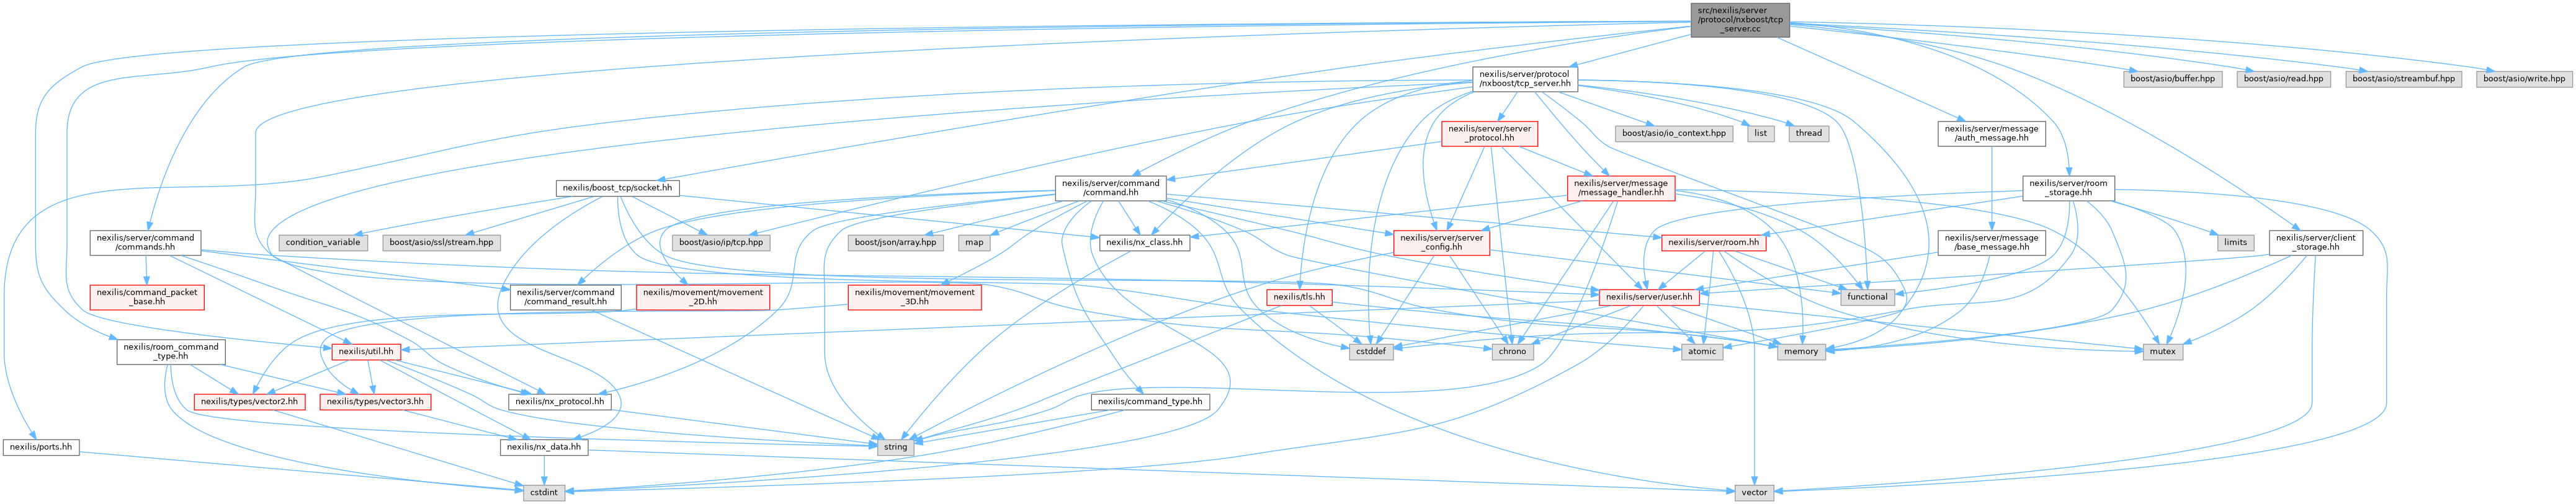 src/nexilis/server
/protocol/nxboost/tcp
_server.cc
nexilis/server/protocol
/nxboost/tcp_server.hh
boost/asio/buffer.hpp
boost/asio/read.hpp
boost/asio/streambuf.hpp
boost/asio/write.hpp
nexilis/server/server
_protocol.hh
boost/asio/io_context.hpp
list
thread
nexilis/server/message
/auth_message.hh
nexilis/boost_tcp/socket.hh
nexilis/server/command
/command.hh
nexilis/server/message
/message_handler.hh
nexilis/server/room
_storage.hh
nexilis/server/command
/commands.hh
condition_variable
boost/asio/ssl/stream.hpp
boost/asio/ip/tcp.hpp
boost/json/array.hpp
map
nexilis/nx_class.hh
nexilis/server/server
_config.hh
nexilis/server/room.hh
nexilis/server/message
/base_message.hh
limits
nexilis/server/client
_storage.hh
nexilis/command_packet
_base.hh
nexilis/server/command
/command_result.hh
nexilis/movement/movement
_2D.hh
nexilis/movement/movement
_3D.hh
nexilis/tls.hh
nexilis/server/user.hh
functional
nexilis/room_command
_type.hh
nexilis/util.hh
cstddef
chrono
atomic
memory
mutex
nexilis/types/vector2.hh
nexilis/types/vector3.hh
nexilis/nx_protocol.hh
nexilis/command_type.hh
nexilis/ports.hh
nexilis/nx_data.hh
string
cstdint
vector